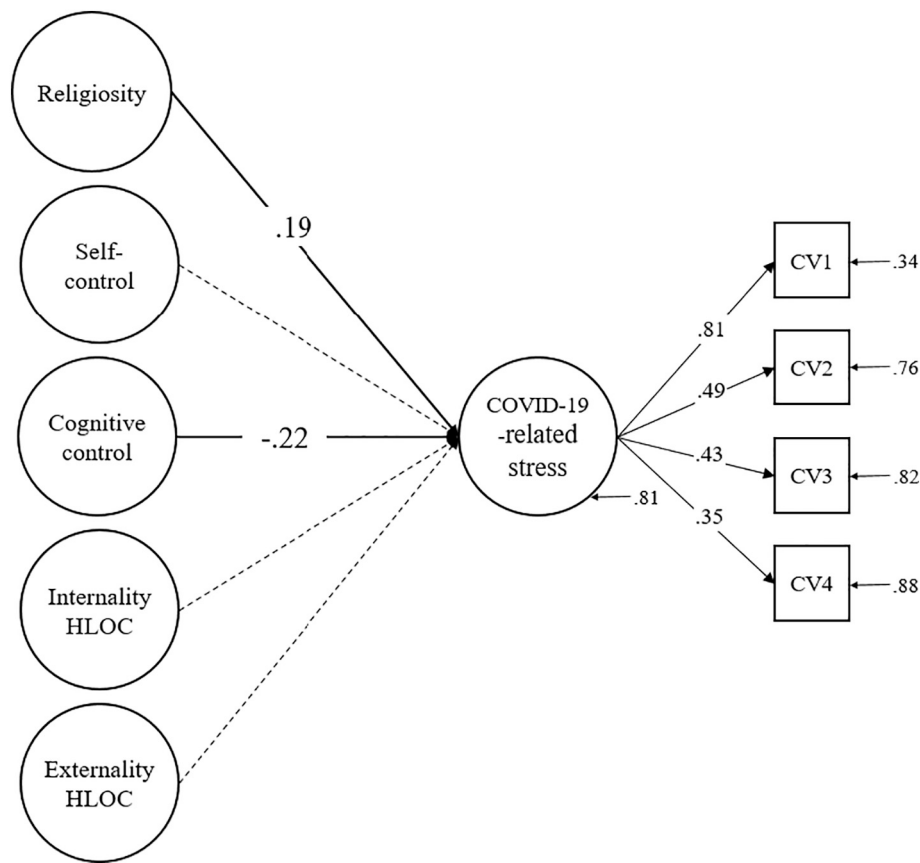 Religiosity
.19
Self-
control
Cognitive
control
-.22
Internality
HLOC
Externality
HLOC
COVID-19
-related
stress
.81
.81
.49
.43
.35
CV1
.34
CV2
.76
CV3
.82
CV4
.88